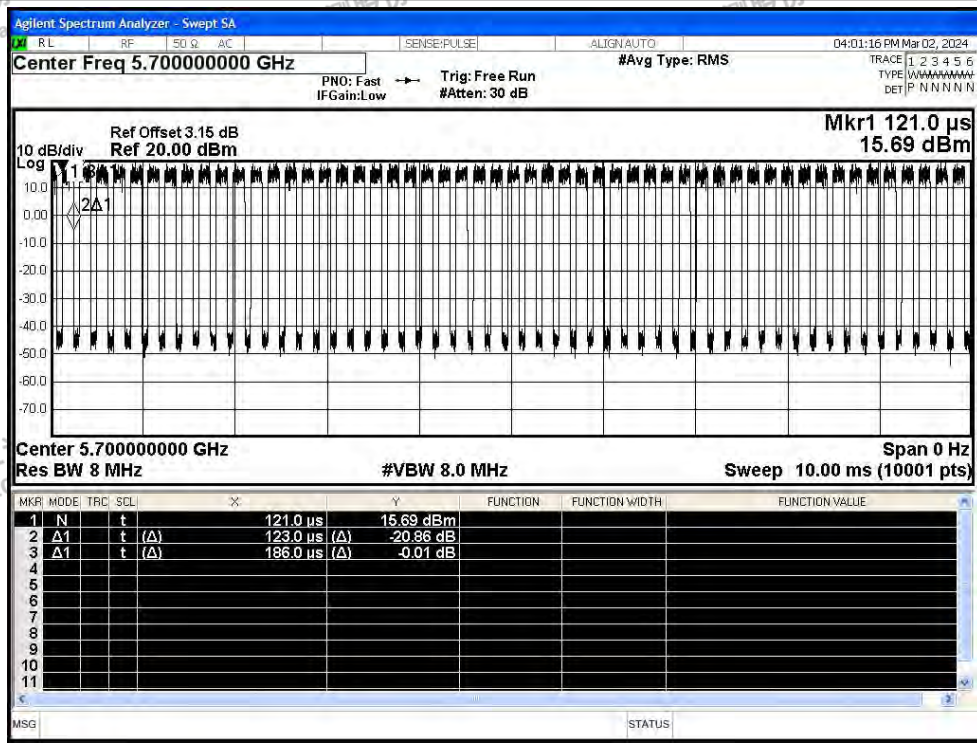 Agilent Spectrum Analyzer - Swept SA
RL RF 50 Ω AC SENSE:PULSE ALIGN AUTO 04:01:16 PM Mar 02, 2024
Center Freq 5.700000000 GHz #Avg Type: RMS TRACE 1 2 3 4 5 6
PNO: Fast Trig: Free Run TYPE
IFGain:Low #Atten: 30 dB DET P N N N N N
Mkr1 121.0 µs
Ref Offset 3.15 dB
10 dB/div Ref 20.00 dBm 15.69 dBm
Log
1
10.0
2Δ1
0.00
-10.0
-20.0
-30.0
-40.0
-50.0
-60.0
-70.0
Center 5.700000000 GHz Span 0 Hz
Res BW 8 MHz #VBW 8.0 MHz Sweep 10.00 ms (10001 pts)
MKR MODE TRC SCL X Y FUNCTION FUNCTION WIDTH FUNCTION VALUE
1 N t 121.0 µs 15.69 dBm
2 Δ1 t (Δ) 123.0 µs (Δ) -20.86 dB
3 Δ1 t (Δ) 186.0 µs (Δ) -0.01 dB
4
5
6
7
8
9
10
11
MSG STATUS